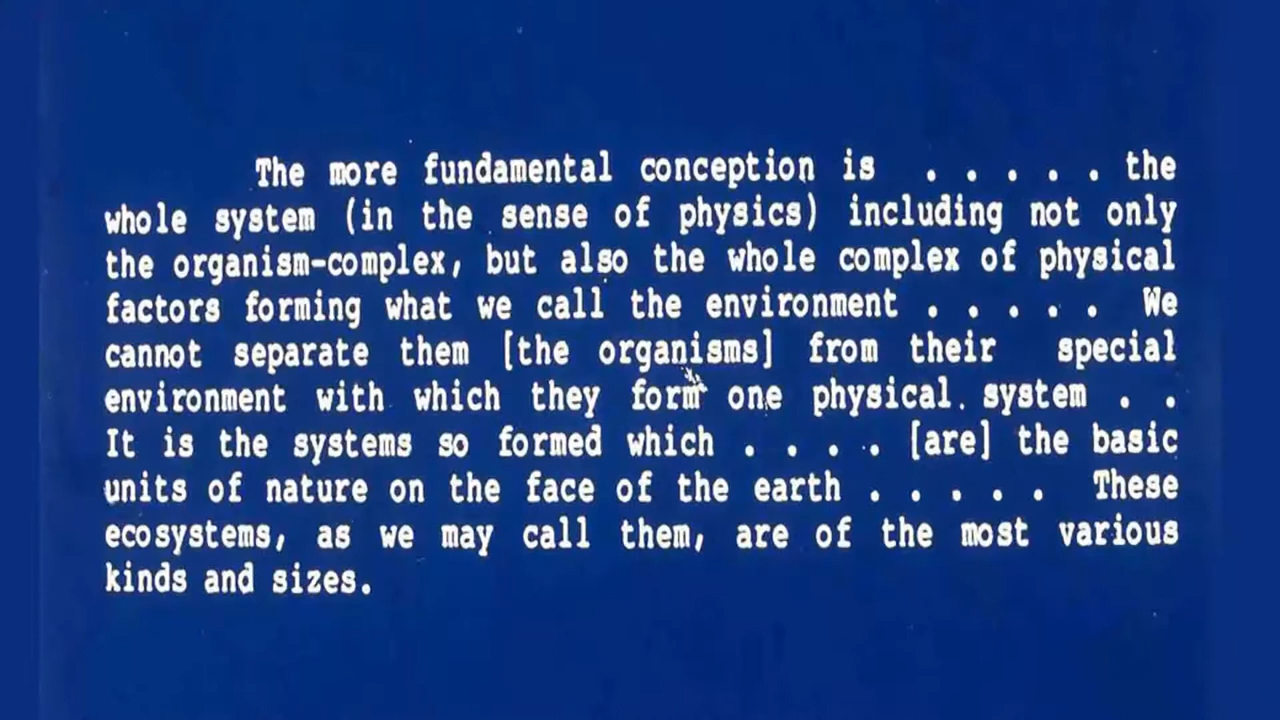 The more fundamental conception is . . . . . the
whole system (in the sense of physics) including not only
the organism-complex, but also the whole complex of physical
factors forming what we call the environment . . . . . We
cannot separate them [the organisms] from their special
environment with which they form one physical system . .
It is the systems so formed which . . . . [are] the basic
units of nature on the face of the earth . . . . . These
ecosystems, as we may call them, are of the most various
kinds and sizes.